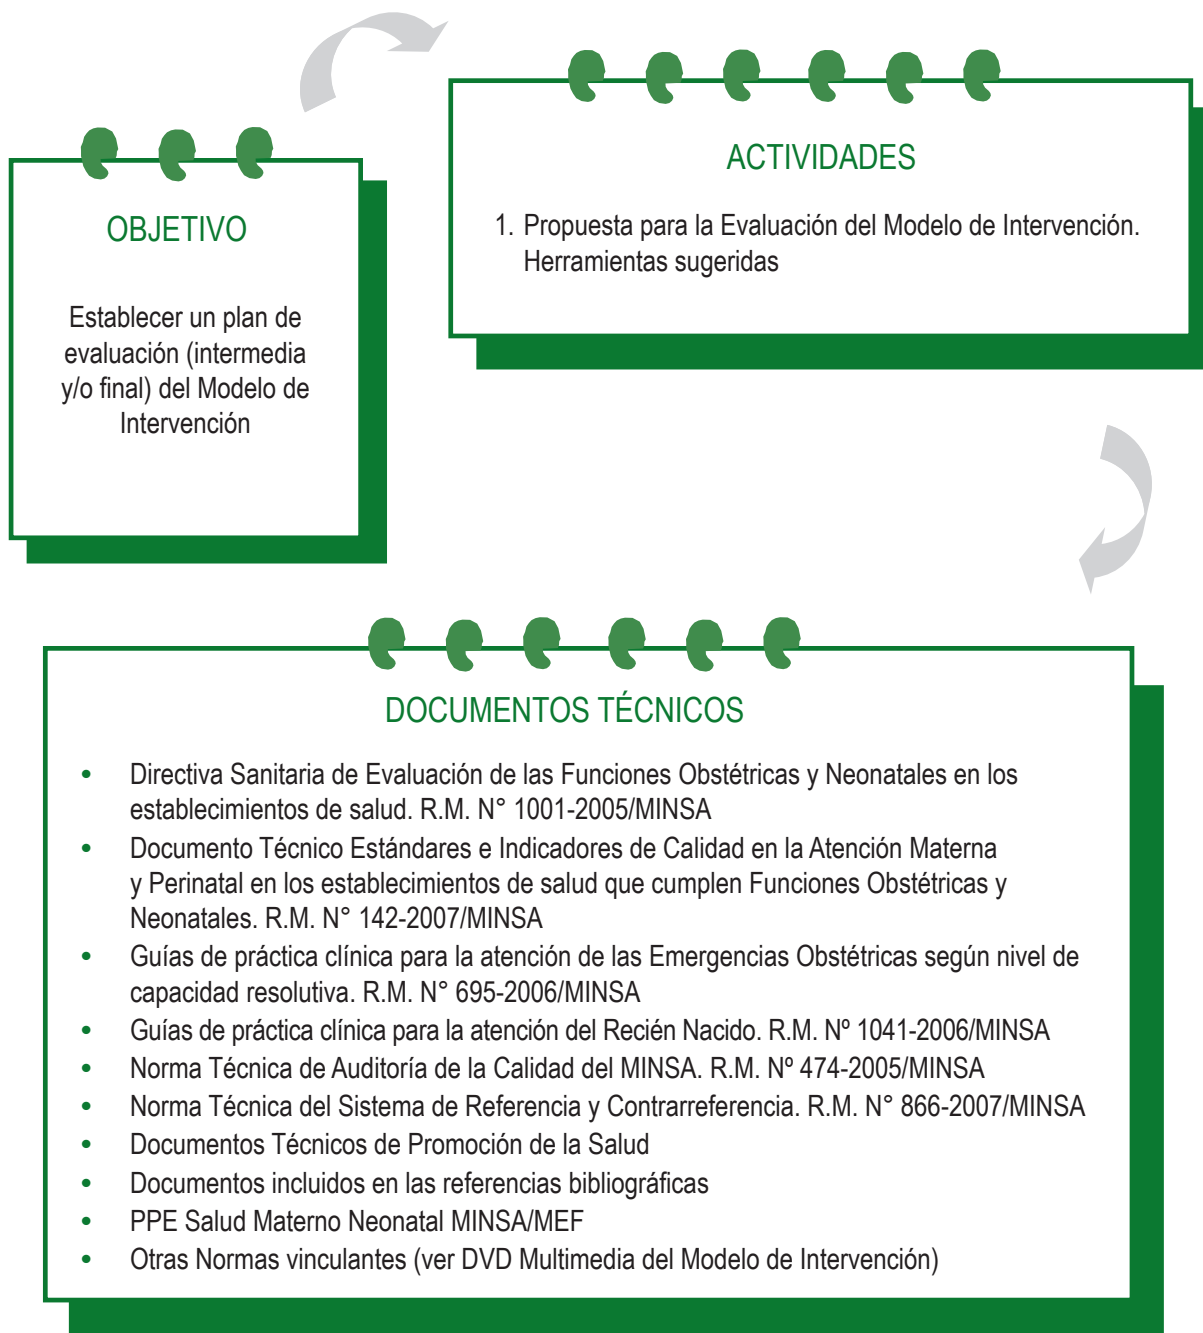 OBJETIVO
Establecer un plan de
evaluación (intermedia
y/o final) del Modelo de
Intervención
ACTIVIDADES
1. Propuesta para la Evaluación del Modelo de Intervención.
Herramientas sugeridas
DOCUMENTOS TÉCNICOS
• Directiva Sanitaria de Evaluación de las Funciones Obstétricas y Neonatales en los
establecimientos de salud. R.M. N° 1001-2005/MINSA
• Documento Técnico Estándares e Indicadores de Calidad en la Atención Materna
y Perinatal en los establecimientos de salud que cumplen Funciones Obstétricas y
Neonatales. R.M. N° 142-2007/MINSA
• Guías de práctica clínica para la atención de las Emergencias Obstétricas según nivel de
capacidad resolutiva. R.M. N° 695-2006/MINSA
• Guías de práctica clínica para la atención del Recién Nacido. R.M. Nº 1041-2006/MINSA
• Norma Técnica de Auditoría de la Calidad del MINSA. R.M. Nº 474-2005/MINSA
• Norma Técnica del Sistema de Referencia y Contrarreferencia. R.M. N° 866-2007/MINSA
• Documentos Técnicos de Promoción de la Salud
• Documentos incluidos en las referencias bibliográficas
• PPE Salud Materno Neonatal MINSA/MEF
• Otras Normas vinculantes (ver DVD Multimedia del Modelo de Intervención)